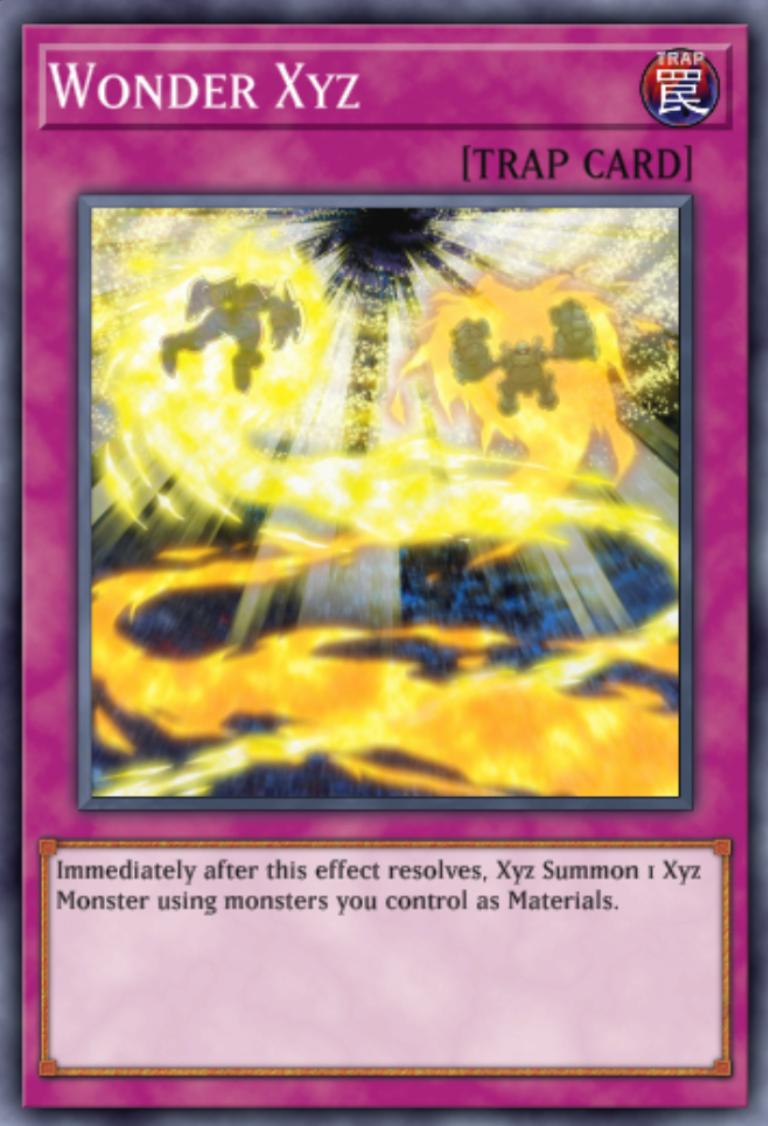 Wonder Xyz
TRAP
罠
[TRAP CARD]
Immediately after this effect resolves, Xyz Summon 1 Xyz
Monster using monsters you control as Materials.